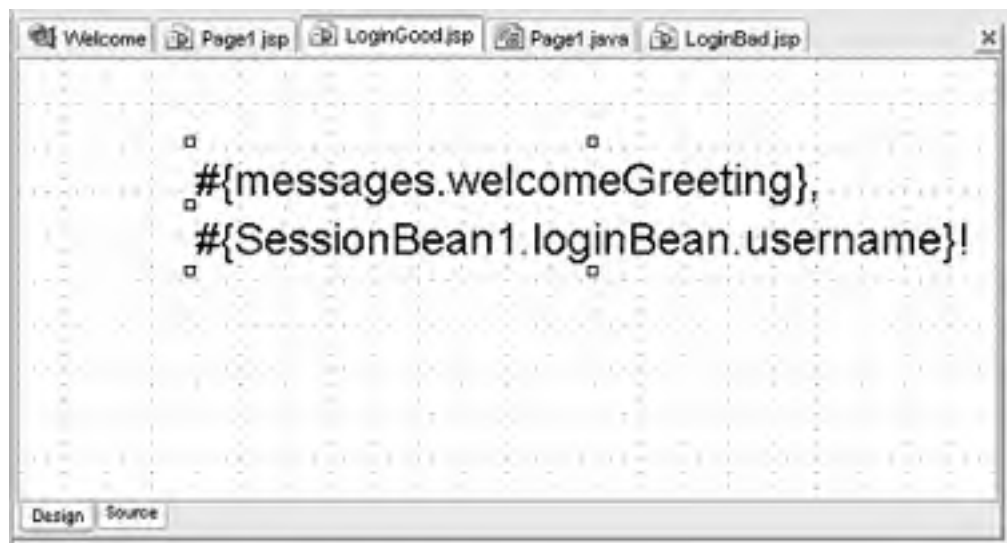 Welcome Page1.jsp LoginGood.jsp Page1.java LoginBad.jsp
#{messages.welcomeGreeting},
#{SessionBean1.loginBean.username}!
Design Source